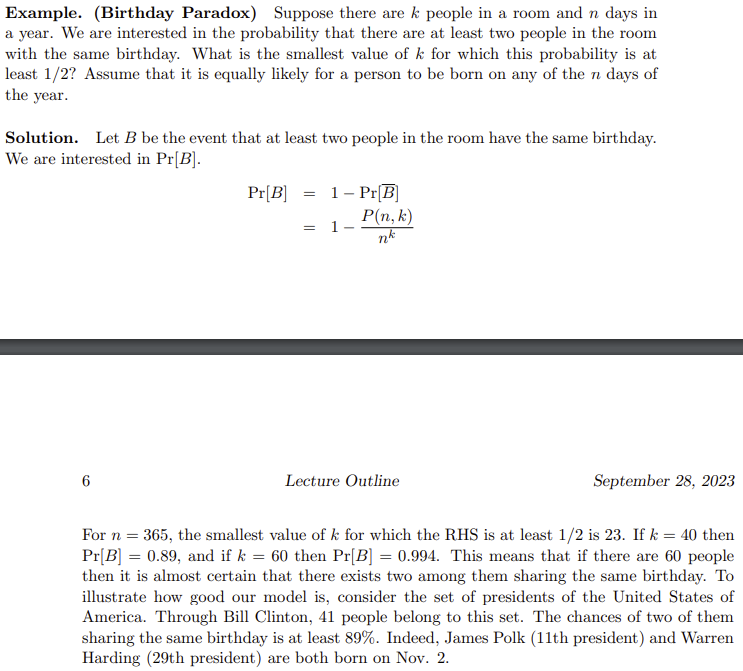 Example. (Birthday Paradox) Suppose there are k people in a room and n days in
a year. We are interested in the probability that there are at least two people in the room
with the same birthday. What is the smallest value of k for which this probability is at
least 1/2? Assume that it is equally likely for a person to be born on any of the n days of
the year.
Solution. Let B be the event that at least two people in the room have the same birthday.
We are interested in Pr[B].
Pr[B] = 1 − Pr[B̅]
= 1 − P(n, k)/n^k
6 Lecture Outline September 28, 2023
For n = 365, the smallest value of k for which the RHS is at least 1/2 is 23. If k = 40 then
Pr[B] = 0.89, and if k = 60 then Pr[B] = 0.994. This means that if there are 60 people
then it is almost certain that there exists two among them sharing the same birthday. To
illustrate how good our model is, consider the set of presidents of the United States of
America. Through Bill Clinton, 41 people belong to this set. The chances of two of them
sharing the same birthday is at least 89%. Indeed, James Polk (11th president) and Warren
Harding (29th president) are both born on Nov. 2.